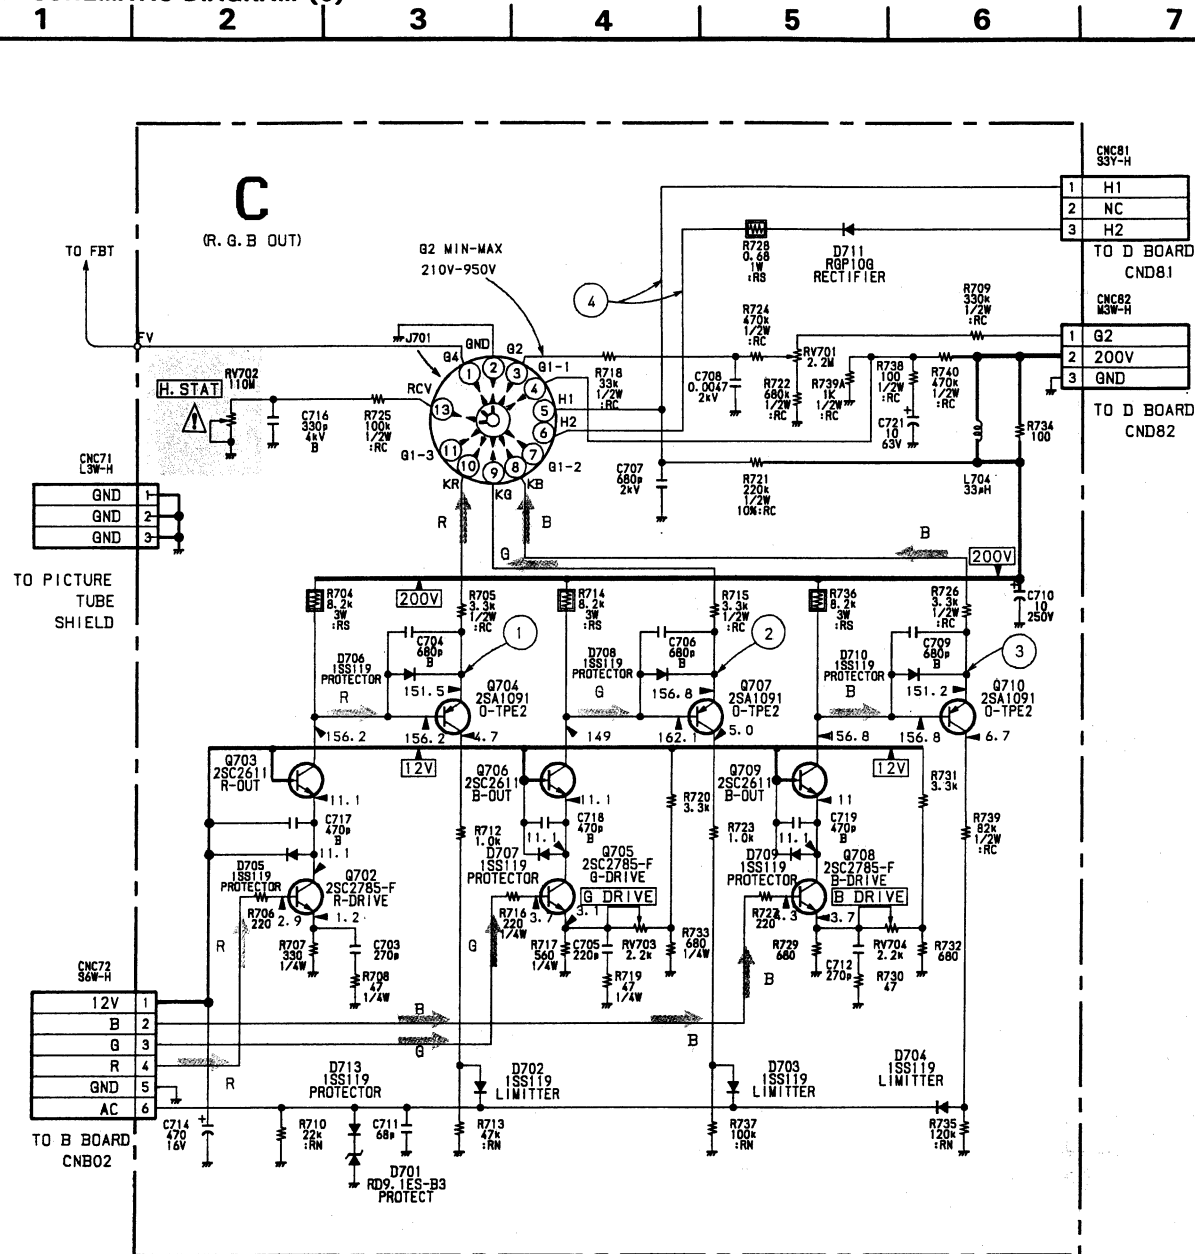 SCHEMATIC DIAGRAM (3)
1 2 3 4 5 6 7
C
(R.G.B OUT)
TO FBT
FV
G2 MIN-MAX
210V-950V
4
R728
0.68
1W
:RS
D711
RGP10G
RECTIFIER
CNC81
S3Y-H
1 H1
2 NC
3 H2
TO D BOARD
CND81
R709
330k
1/2W
:RC
CNC82
M3W-H
1 G2
2 200V
3 GND
TO D BOARD
CND82
J701
GND
G4
G2
G1-1
H1
H2
G1-2
KB
KG
KR
G1-3
RCV
1 2 3 4 5 6 7 8 9 10 11 13
R718
33k
1/2W
:RC
R724
470k
1/2W
:RC
C708
0.0047
2kV
R722
680k
1/2W
:RC
RV701
2.2M
R739A
1K
1/2W
:RC
R738
100
1/2W
:RC
R740
470k
1/2W
:RC
C721
10
63V
R734
100
L704
33µH
C707
680p
2kV
R721
220k
1/2W
10%:RC
RV702
110M
H. STAT
C716
330p
4kV
B
R725
100k
1/2W
:RC
CNC71
L3W-H
GND 1
GND 2
GND 3
TO PICTURE
TUBE
SHIELD
R
G
B
B
200V
200V
C710
10
250V
R704
8.2k
3W
:RS
R705
3.3k
1/2W
:RC
C704
680p
B
D706
1SS119
PROTECTOR
1
151.5
Q704
2SA1091
O-TPE2
R
156.2
156.2
4.7
R714
8.2k
3W
:RS
R715
3.3k
1/2W
:RC
C706
680p
B
D708
1SS119
PROTECTOR
2
156.8
Q707
2SA1091
O-TPE2
G
149
162.1
5.0
R736
8.2k
3W
:RS
R726
3.3k
1/2W
:RC
C709
680p
B
D710
1SS119
PROTECTOR
3
151.2
Q710
2SA1091
O-TPE2
B
156.8
156.8
6.7
12V
12V
Q703
2SC2611
R-OUT
11.1
C717
470p
B
11.1
D705
1SS119
PROTECTOR
Q702
2SC2785-F
R-DRIVE
R706
220
2.9
1.2
R707
330
1/4W
C703
270p
R708
47
1/4W
R712
1.0k
Q706
2SC2611
B-OUT
11.1
C718
470p
B
11.1
D707
1SS119
PROTECTOR
Q705
2SC2785-F
G-DRIVE
G DRIVE
R716
220
1/4W
3.7
3.1
R717
560
1/4W
C705
220p
RV703
2.2k
R719
47
1/4W
R720
3.3k
R733
680
1/4W
R723
1.0k
Q709
2SC2611
B-OUT
11
C719
470p
B
11.1
D709
1SS119
PROTECTOR
Q708
2SC2785-F
B-DRIVE
B DRIVE
R727
220
4.3
3.7
R729
680
C712
270p
RV704
2.2k
R730
47
R731
3.3k
R732
680
R739
82k
1/2W
:RC
CNC72
S6W-H
12V 1
B 2
G 3
R 4
GND 5
AC 6
TO B BOARD
CNB02
R
R
B
G
G
B
B
C714
470
16V
R710
22k
:RN
D713
1SS119
PROTECTOR
C711
68p
D701
RD9.1ES-B3
PROTECT
R713
47k
:RN
D702
1SS119
LIMITTER
R737
100k
:RN
D703
1SS119
LIMITTER
D704
1SS119
LIMITTER
R735
120k
:RN